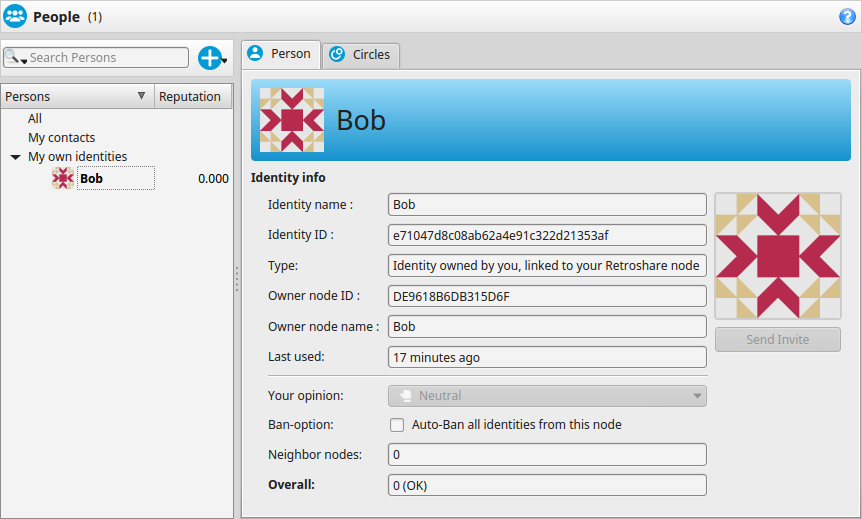 People (1)
Search Persons
Persons Reputation
All
My contacts
My own identities
Bob 0.000
Person Circles
Bob
Identity info
Identity name : Bob
Identity ID : e71047d8c08ab62a4e91c322d21353af
Type: Identity owned by you, linked to your Retroshare node
Owner node ID : DE9618B6DB315D6F
Owner node name : Bob
Last used: 17 minutes ago
Send Invite
Your opinion: Neutral
Ban-option: Auto-Ban all identities from this node
Neighbor nodes: 0
Overall: 0 (OK)